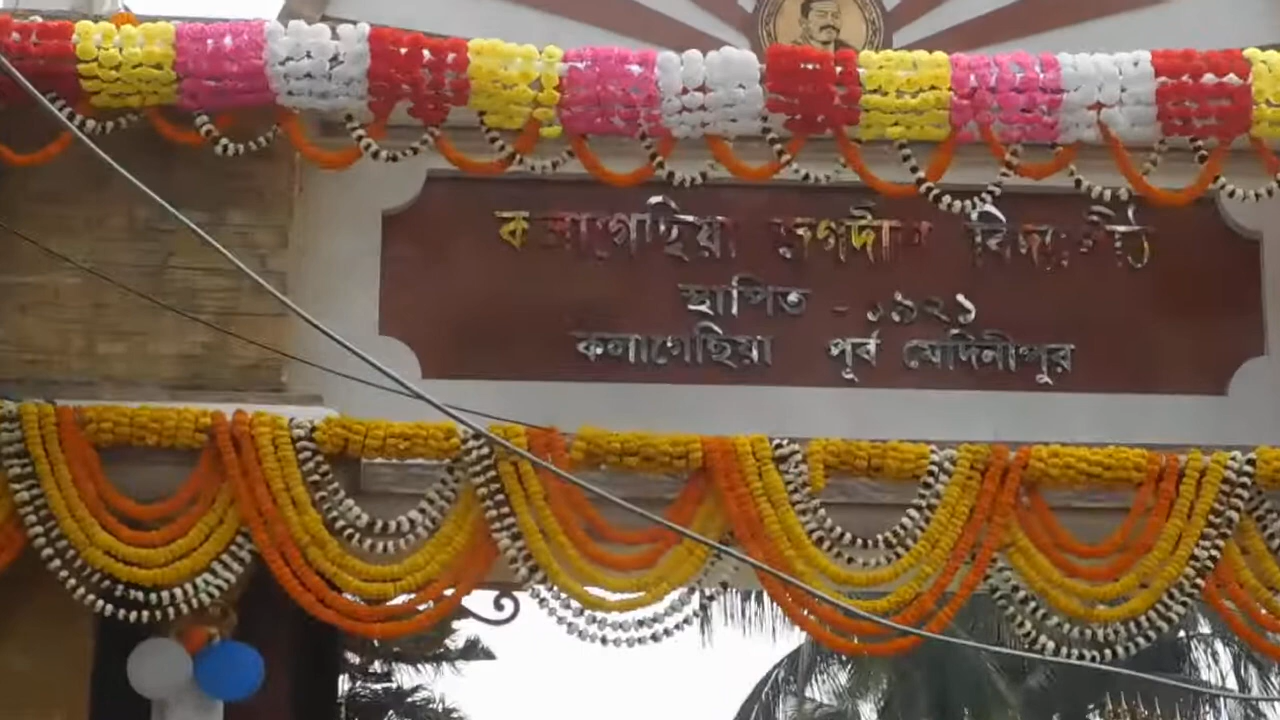 কলাগেছিয়া জগদীশ বিদ্যাপীঠ
স্থাপিত - ১৯২১
কলাগেছিয়া পূর্ব মেদিনীপুর